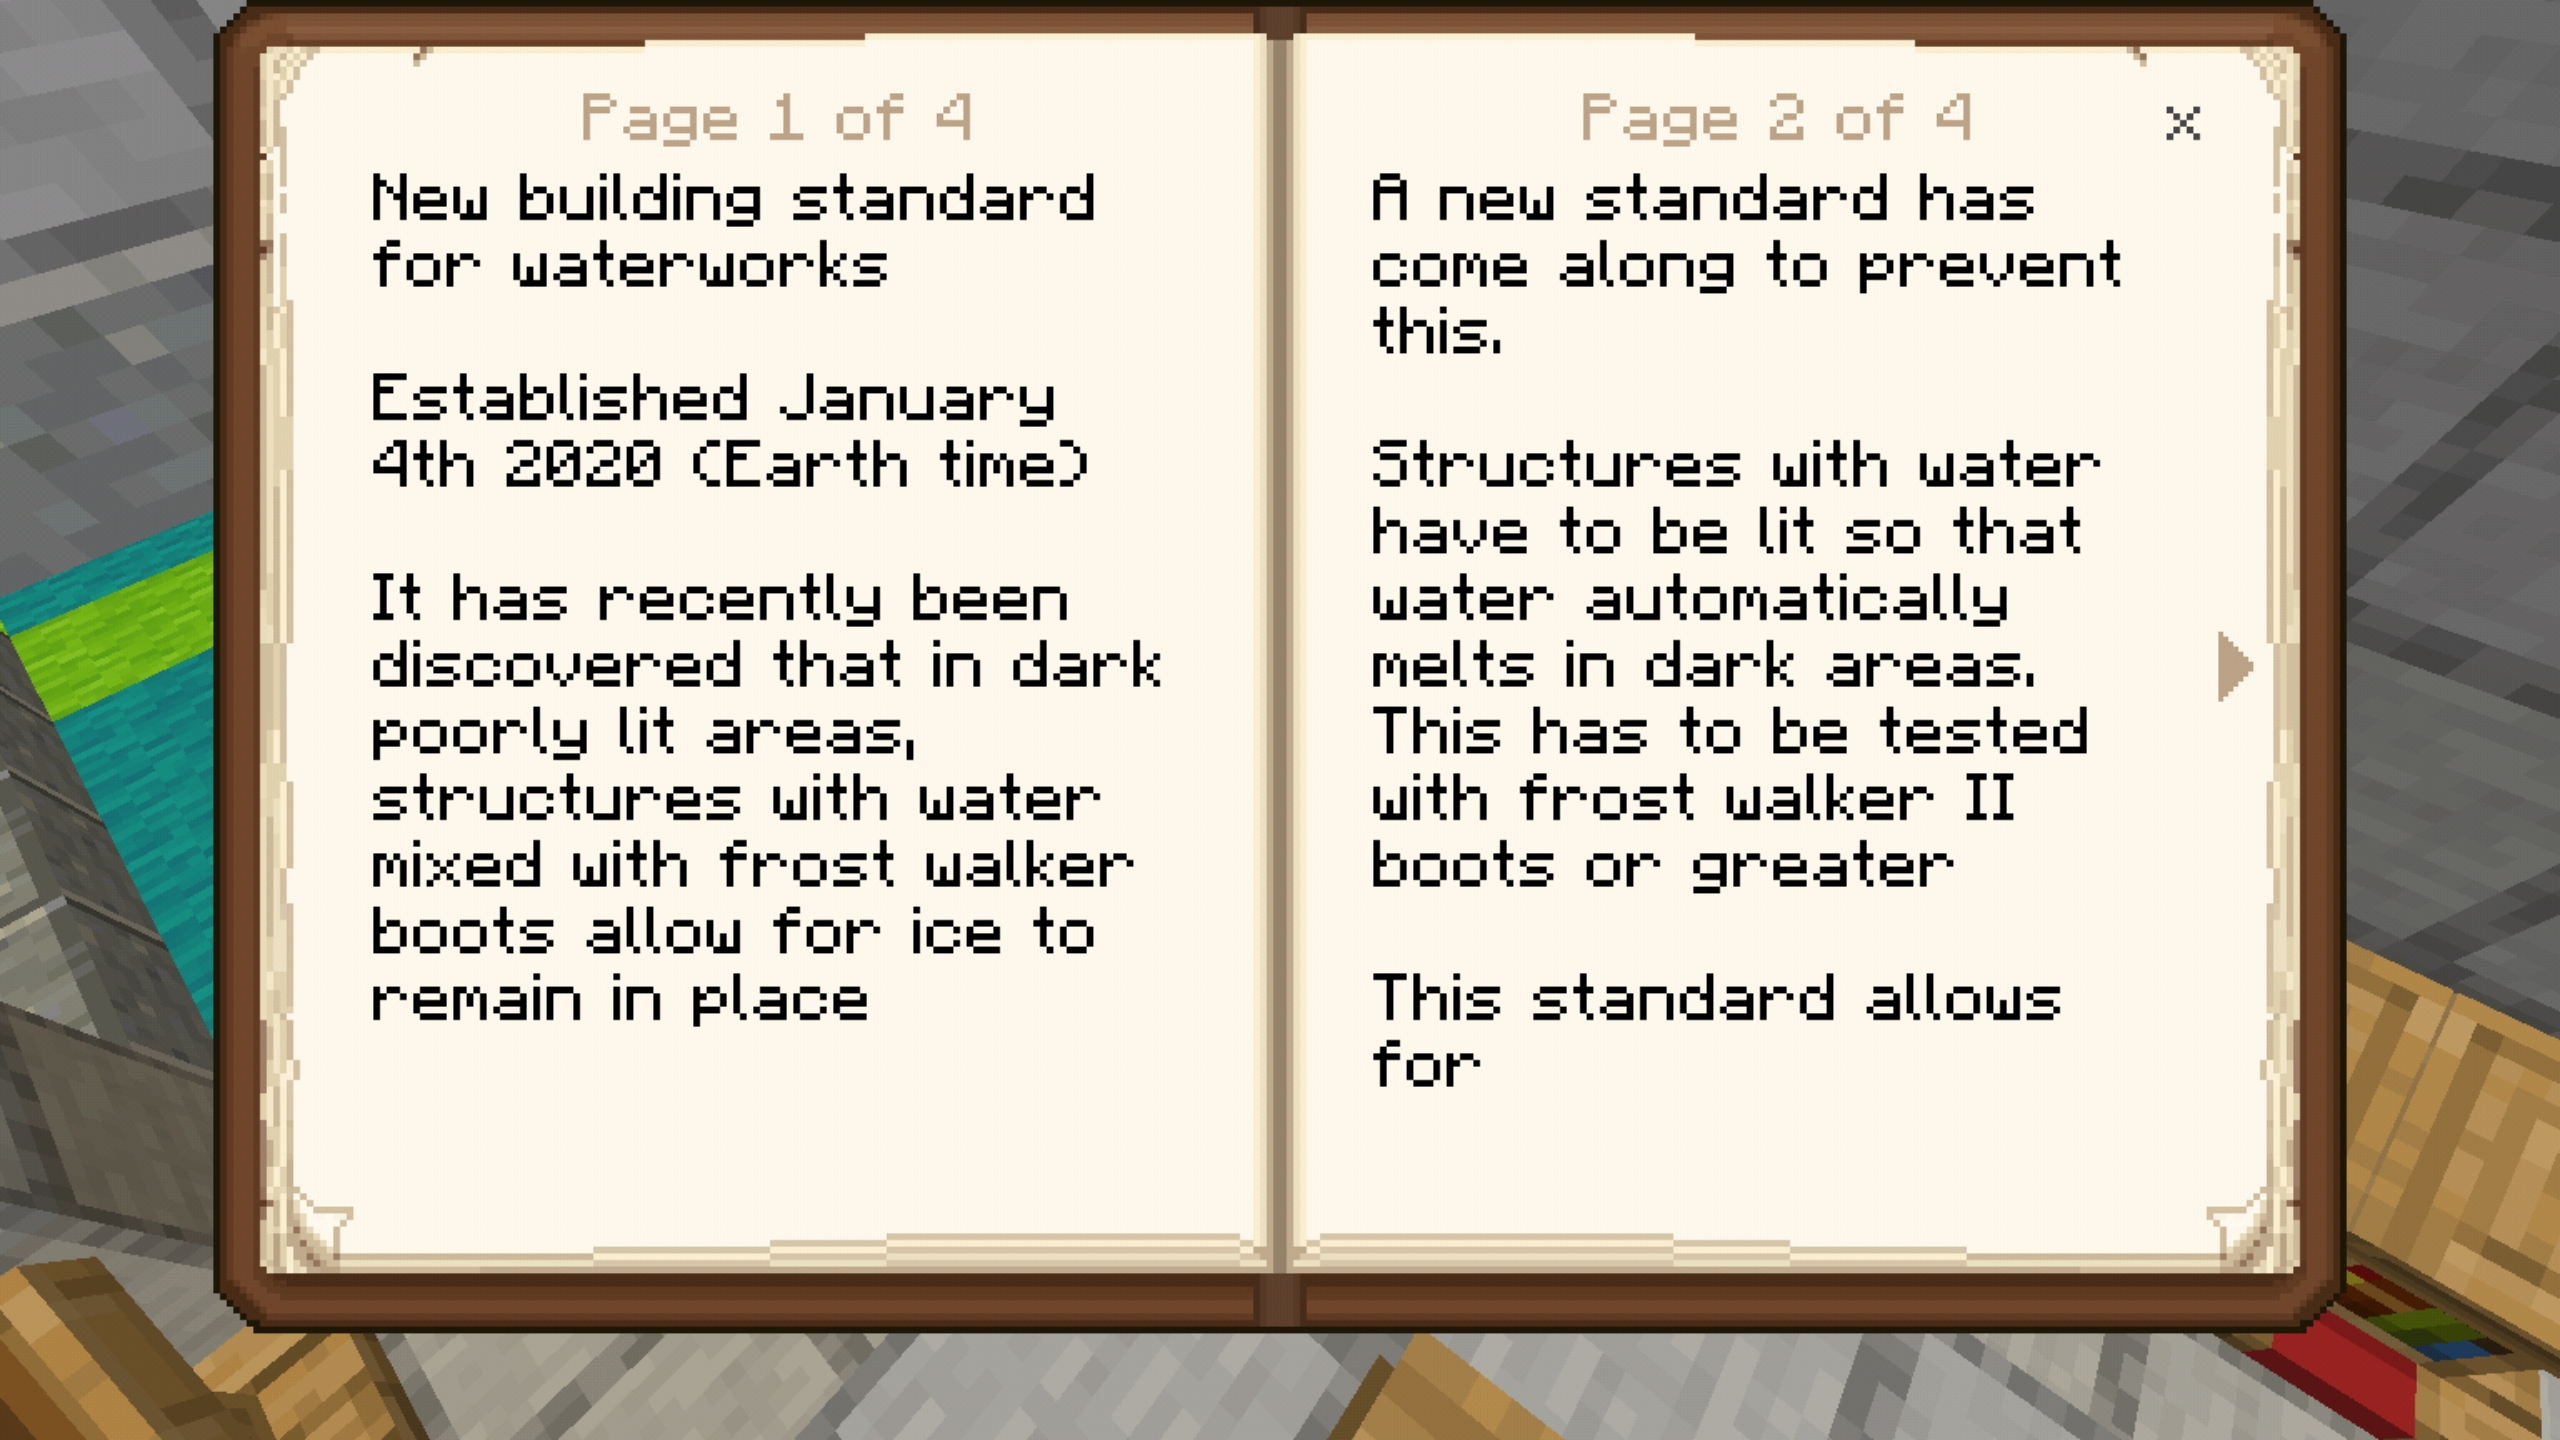 Page 1 of 4
New building standard
for waterworks
Established January
4th 2020 (Earth time)
It has recently been
discovered that in dark
poorly lit areas,
structures with water
mixed with frost walker
boots allow for ice to
remain in place
Page 2 of 4
x
A new standard has
come along to prevent
this.
Structures with water
have to be lit so that
water automatically
melts in dark areas.
This has to be tested
with frost walker II
boots or greater
This standard allows
for